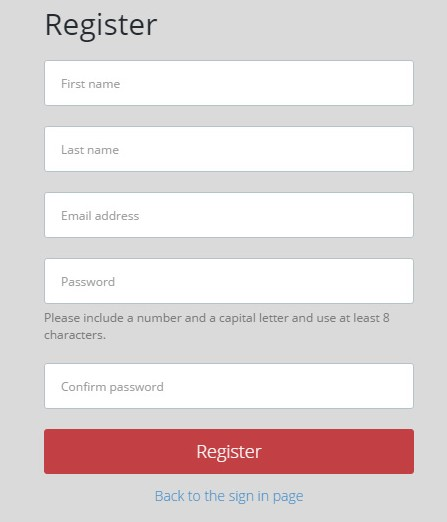 Register
First name
Last name
Email address
Password
Please include a number and a capital letter and use at least 8
characters.
Confirm password
Register
Back to the sign in page